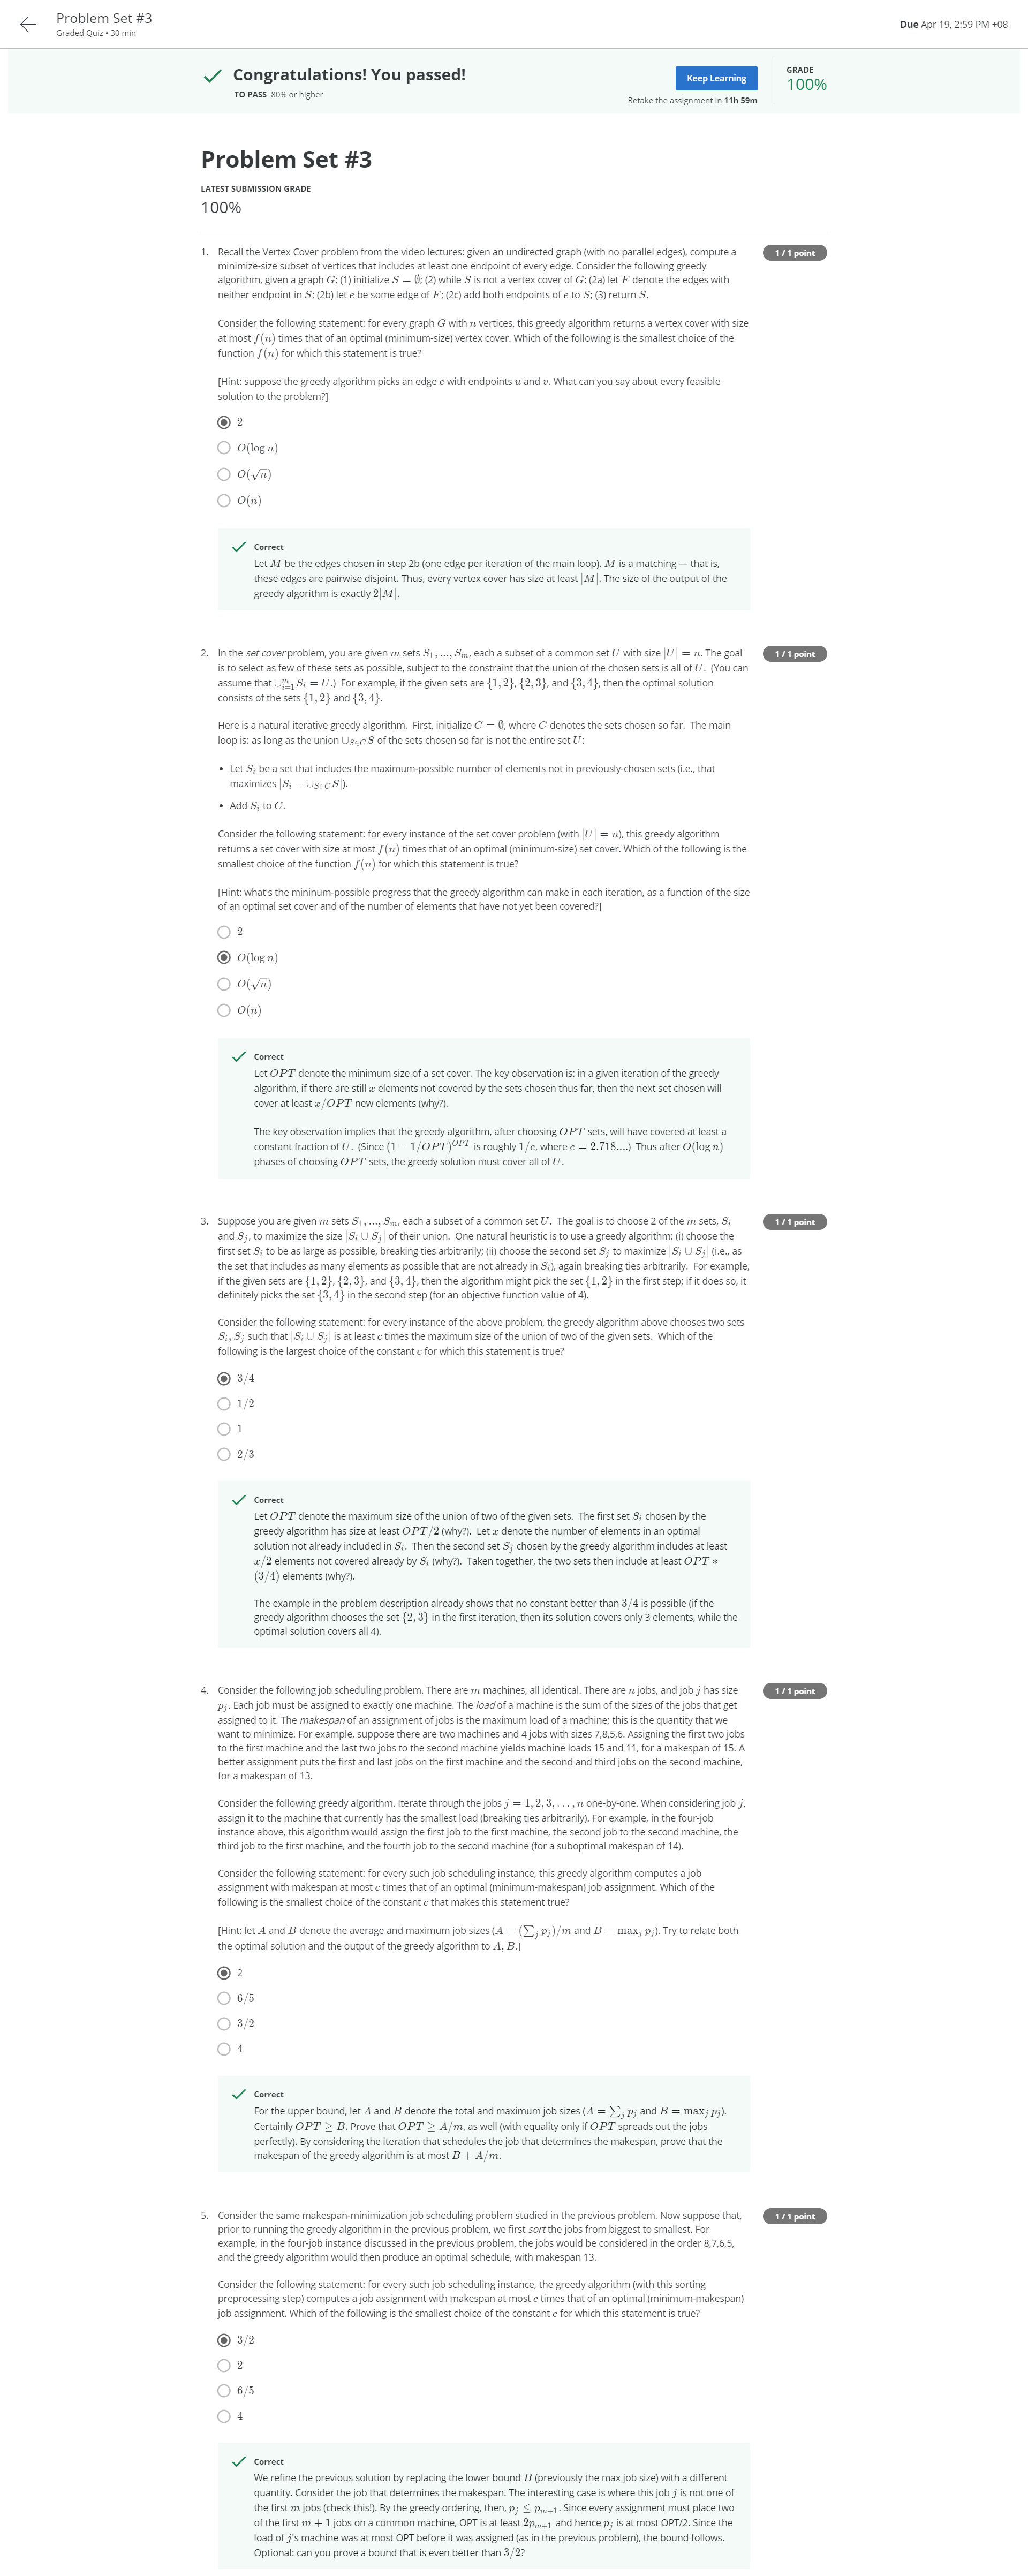 Problem Set #3
Graded Quiz • 30 min
Due Apr 19, 2:59 PM +08
Congratulations! You passed!
TO PASS 80% or higher
Keep Learning
Retake the assignment in 11h 59m
GRADE
100%
Problem Set #3
LATEST SUBMISSION GRADE
100%
1. Recall the Vertex Cover problem from the video lectures: given an undirected graph (with no parallel edges), compute a
minimize-size subset of vertices that includes at least one endpoint of every edge. Consider the following greedy
algorithm, given a graph G: (1) initialize S = ∅; (2) while S is not a vertex cover of G: (2a) let F denote the edges with
neither endpoint in S; (2b) let e be some edge of F; (2c) add both endpoints of e to S; (3) return S.
1 / 1 point
Consider the following statement: for every graph G with n vertices, this greedy algorithm returns a vertex cover with size
at most f(n) times that of an optimal (minimum-size) vertex cover. Which of the following is the smallest choice of the
function f(n) for which this statement is true?
[Hint: suppose the greedy algorithm picks an edge e with endpoints u and v. What can you say about every feasible
solution to the problem?]
2
O(log n)
O(√n)
O(n)
Correct
Let M be the edges chosen in step 2b (one edge per iteration of the main loop). M is a matching --- that is,
these edges are pairwise disjoint. Thus, every vertex cover has size at least |M|. The size of the output of the
greedy algorithm is exactly 2|M|.
2. In the set cover problem, you are given m sets S₁, ..., Sₘ, each a subset of a common set U with size |U| = n. The goal
is to select as few of these sets as possible, subject to the constraint that the union of the chosen sets is all of U. (You can
assume that ∪ᵢ₌₁ᵐ Sᵢ = U.) For example, if the given sets are {1, 2}, {2, 3}, and {3, 4}, then the optimal solution
consists of the sets {1, 2} and {3, 4}.
1 / 1 point
Here is a natural iterative greedy algorithm. First, initialize C = ∅, where C denotes the sets chosen so far. The main
loop is: as long as the union ∪_{S∈C} S of the sets chosen so far is not the entire set U:
• Let Sᵢ be a set that includes the maximum-possible number of elements not in previously-chosen sets (i.e., that
maximizes |Sᵢ − ∪_{S∈C} S|).
• Add Sᵢ to C.
Consider the following statement: for every instance of the set cover problem (with |U| = n), this greedy algorithm
returns a set cover with size at most f(n) times that of an optimal (minimum-size) set cover. Which of the following is the
smallest choice of the function f(n) for which this statement is true?
[Hint: what's the mininum-possible progress that the greedy algorithm can make in each iteration, as a function of the size
of an optimal set cover and of the number of elements that have not yet been covered?]
2
O(log n)
O(√n)
O(n)
Correct
Let OPT denote the minimum size of a set cover. The key observation is: in a given iteration of the greedy
algorithm, if there are still x elements not covered by the sets chosen thus far, then the next set chosen will
cover at least x/OPT new elements (why?).
The key observation implies that the greedy algorithm, after choosing OPT sets, will have covered at least a
constant fraction of U. (Since (1 − 1/OPT)^{OPT} is roughly 1/e, where e = 2.718....) Thus after O(log n)
phases of choosing OPT sets, the greedy solution must cover all of U.
3. Suppose you are given m sets S₁, ..., Sₘ, each a subset of a common set U. The goal is to choose 2 of the m sets, Sᵢ
and Sⱼ, to maximize the size |Sᵢ ∪ Sⱼ| of their union. One natural heuristic is to use a greedy algorithm: (i) choose the
first set Sᵢ to be as large as possible, breaking ties arbitrarily; (ii) choose the second set Sⱼ to maximize |Sᵢ ∪ Sⱼ| (i.e., as
the set that includes as many elements as possible that are not already in Sᵢ), again breaking ties arbitrarily. For example,
if the given sets are {1, 2}, {2, 3}, and {3, 4}, then the algorithm might pick the set {1, 2} in the first step; if it does so, it
definitely picks the set {3, 4} in the second step (for an objective function value of 4).
1 / 1 point
Consider the following statement: for every instance of the above problem, the greedy algorithm above chooses two sets
Sᵢ, Sⱼ such that |Sᵢ ∪ Sⱼ| is at least c times the maximum size of the union of two of the given sets. Which of the
following is the largest choice of the constant c for which this statement is true?
3/4
1/2
1
2/3
Correct
Let OPT denote the maximum size of the union of two of the given sets. The first set Sᵢ chosen by the
greedy algorithm has size at least OPT/2 (why?). Let x denote the number of elements in an optimal
solution not already included in Sᵢ. Then the second set Sⱼ chosen by the greedy algorithm includes at least
x/2 elements not covered already by Sᵢ (why?). Taken together, the two sets then include at least OPT ∗
(3/4) elements (why?).
The example in the problem description already shows that no constant better than 3/4 is possible (if the
greedy algorithm chooses the set {2, 3} in the first iteration, then its solution covers only 3 elements, while the
optimal solution covers all 4).
4. Consider the following job scheduling problem. There are m machines, all identical. There are n jobs, and job j has size
pⱼ. Each job must be assigned to exactly one machine. The load of a machine is the sum of the sizes of the jobs that get
assigned to it. The makespan of an assignment of jobs is the maximum load of a machine; this is the quantity that we
want to minimize. For example, suppose there are two machines and 4 jobs with sizes 7,8,5,6. Assigning the first two jobs
to the first machine and the last two jobs to the second machine yields machine loads 15 and 11, for a makespan of 15. A
better assignment puts the first and last jobs on the first machine and the second and third jobs on the second machine,
for a makespan of 13.
1 / 1 point
Consider the following greedy algorithm. Iterate through the jobs j = 1, 2, 3, . . . , n one-by-one. When considering job j,
assign it to the machine that currently has the smallest load (breaking ties arbitrarily). For example, in the four-job
instance above, this algorithm would assign the first job to the first machine, the second job to the second machine, the
third job to the first machine, and the fourth job to the second machine (for a suboptimal makespan of 14).
Consider the following statement: for every such job scheduling instance, this greedy algorithm computes a job
assignment with makespan at most c times that of an optimal (minimum-makespan) job assignment. Which of the
following is the smallest choice of the constant c that makes this statement true?
[Hint: let A and B denote the average and maximum job sizes (A = (∑ⱼ pⱼ)/m and B = maxⱼ pⱼ). Try to relate both
the optimal solution and the output of the greedy algorithm to A, B.]
2
6/5
3/2
4
Correct
For the upper bound, let A and B denote the total and maximum job sizes (A = ∑ⱼ pⱼ and B = maxⱼ pⱼ).
Certainly OPT ≥ B. Prove that OPT ≥ A/m, as well (with equality only if OPT spreads out the jobs
perfectly). By considering the iteration that schedules the job that determines the makespan, prove that the
makespan of the greedy algorithm is at most B + A/m.
5. Consider the same makespan-minimization job scheduling problem studied in the previous problem. Now suppose that,
prior to running the greedy algorithm in the previous problem, we first sort the jobs from biggest to smallest. For
example, in the four-job instance discussed in the previous problem, the jobs would be considered in the order 8,7,6,5,
and the greedy algorithm would then produce an optimal schedule, with makespan 13.
1 / 1 point
Consider the following statement: for every such job scheduling instance, the greedy algorithm (with this sorting
preprocessing step) computes a job assignment with makespan at most c times that of an optimal (minimum-makespan)
job assignment. Which of the following is the smallest choice of the constant c for which this statement is true?
3/2
2
6/5
4
Correct
We refine the previous solution by replacing the lower bound B (previously the max job size) with a different
quantity. Consider the job that determines the makespan. The interesting case is where this job j is not one of
the first m jobs (check this!). By the greedy ordering, then, pⱼ ≤ pₘ₊₁. Since every assignment must place two
of the first m + 1 jobs on a common machine, OPT is at least 2pₘ₊₁ and hence pⱼ is at most OPT/2. Since the
load of j's machine was at most OPT before it was assigned (as in the previous problem), the bound follows.
Optional: can you prove a bound that is even better than 3/2?